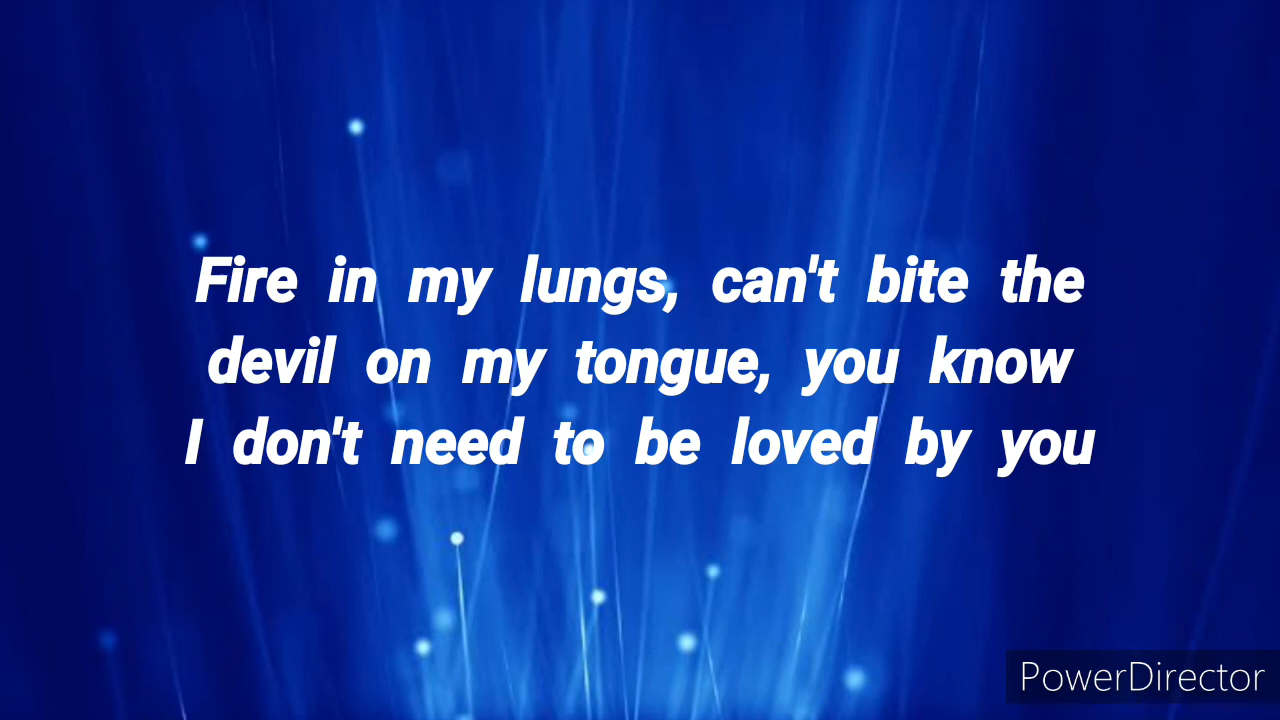 Fire in my lungs, can't bite the
devil on my tongue, you know
I don't need to be loved by you
PowerDirector